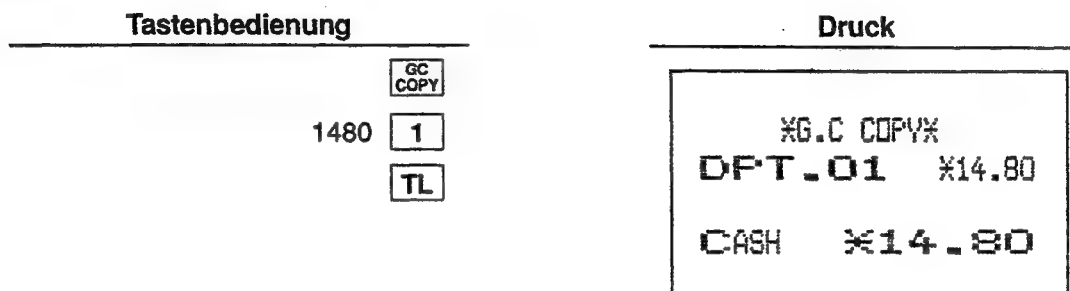 Tastenbedienung
GC COPY
1480 1
TL
Druck
*G.C COPY*
DPT.01 *14.80
CASH *14.80